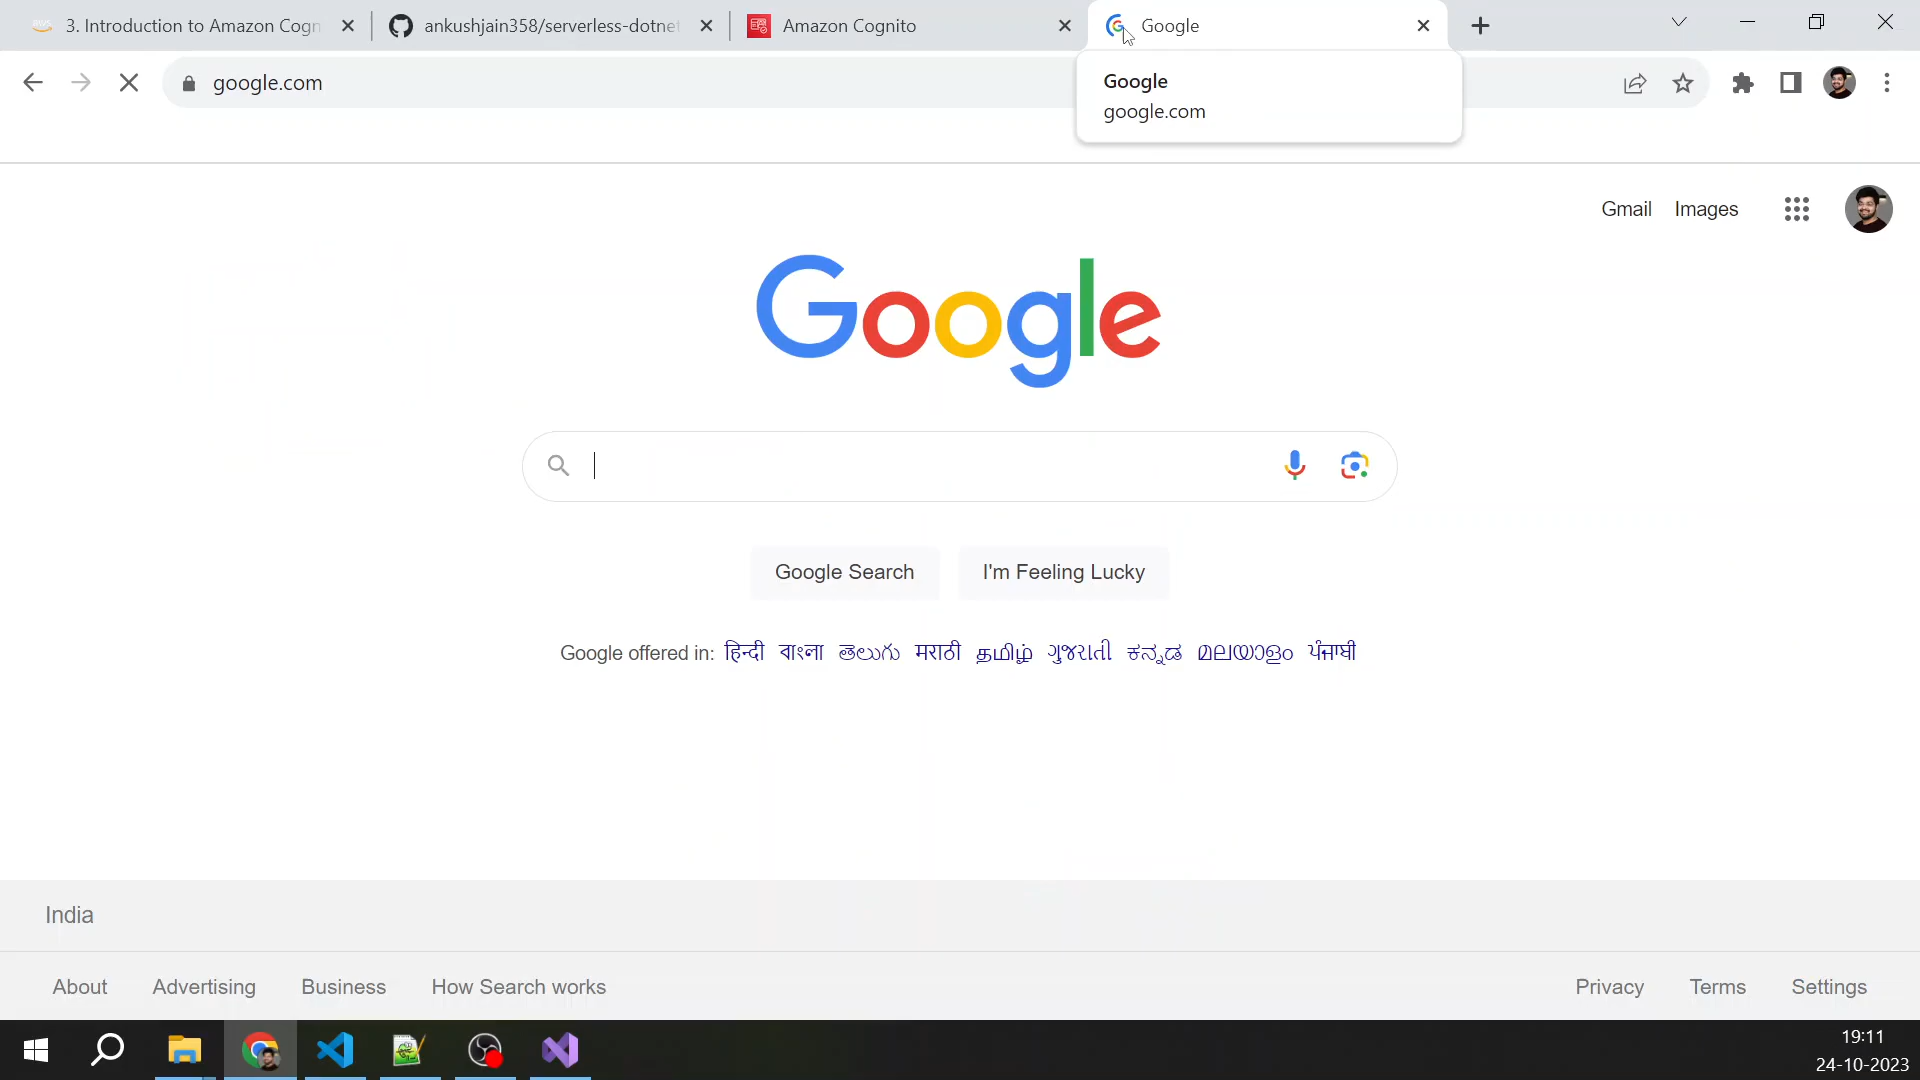 3. Introduction to Amazon Cogn
ankushjain358/serverless-dotnet
Amazon Cognito
Google
google.com
Google
google.com
Gmail
Images
Google
Google Search
I'm Feeling Lucky
Google offered in: हिन्दी বাংলা తెలుగు मराठी தமிழ் ગુજરાતી ಕನ್ನಡ മലയാളം ਪੰਜਾਬੀ
India
About
Advertising
Business
How Search works
Privacy
Terms
Settings
19:11
24-10-2023